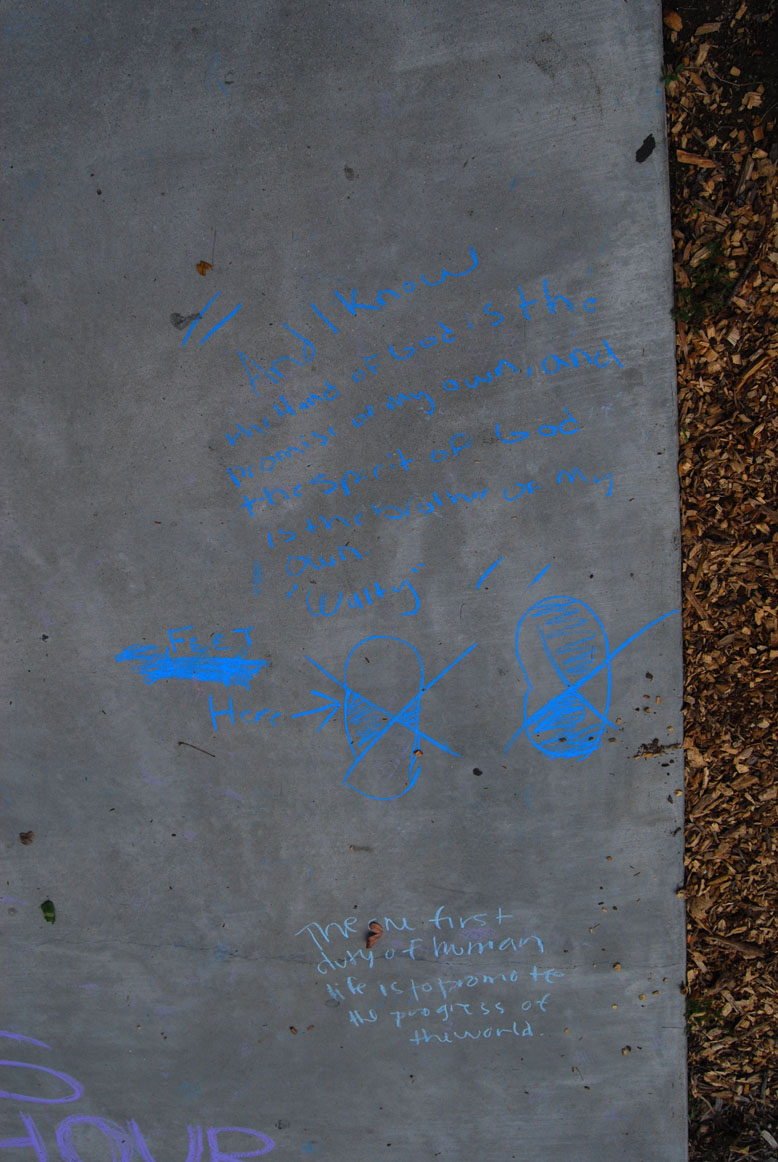 "And I Know
the Hand of God is the
promise of my own, and
the spirit of God
is the brother of my
own.
"Walty"
FEET
Here →
The one first
duty of human
life is to promote
the progress of
the world.
S
HOUR